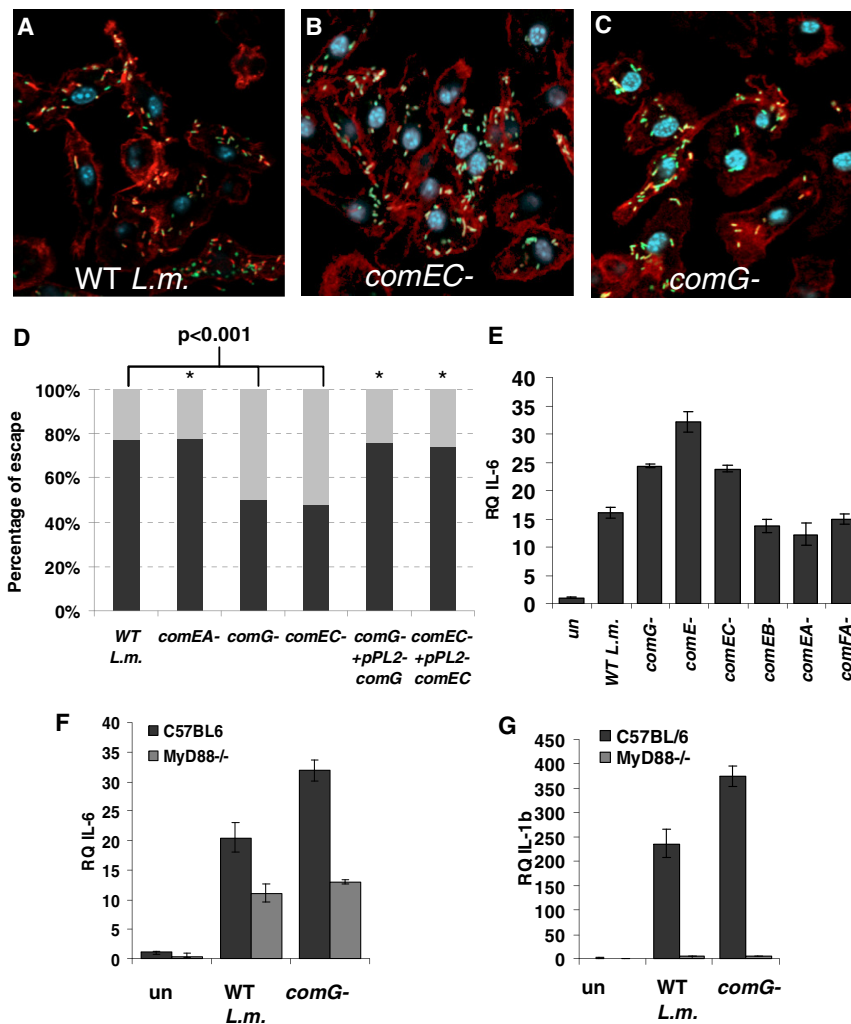 A
B
C
WT L.m.
comEC-
comG-
D
p<0.001
* * *
100%
80%
60%
40%
20%
0%
Percentage of escape
WT L.m.
comEA-
comG-
comEC-
comG- +pPL2- comG
comEC- +pPL2- comEC
E
40
35
30
25
20
15
10
5
0
RQ IL-6
un
WT L.m.
comG-
comE-
comEC-
comEB-
comEA-
comFA-
F
C57BL6
MyD88-/-
40
35
30
25
20
15
10
5
0
RQ IL-6
un
WT L.m.
comG-
G
C57BL/6
MyD88-/-
450
400
350
300
250
200
150
100
50
0
RQ IL-1b
un
WT L.m.
comG-